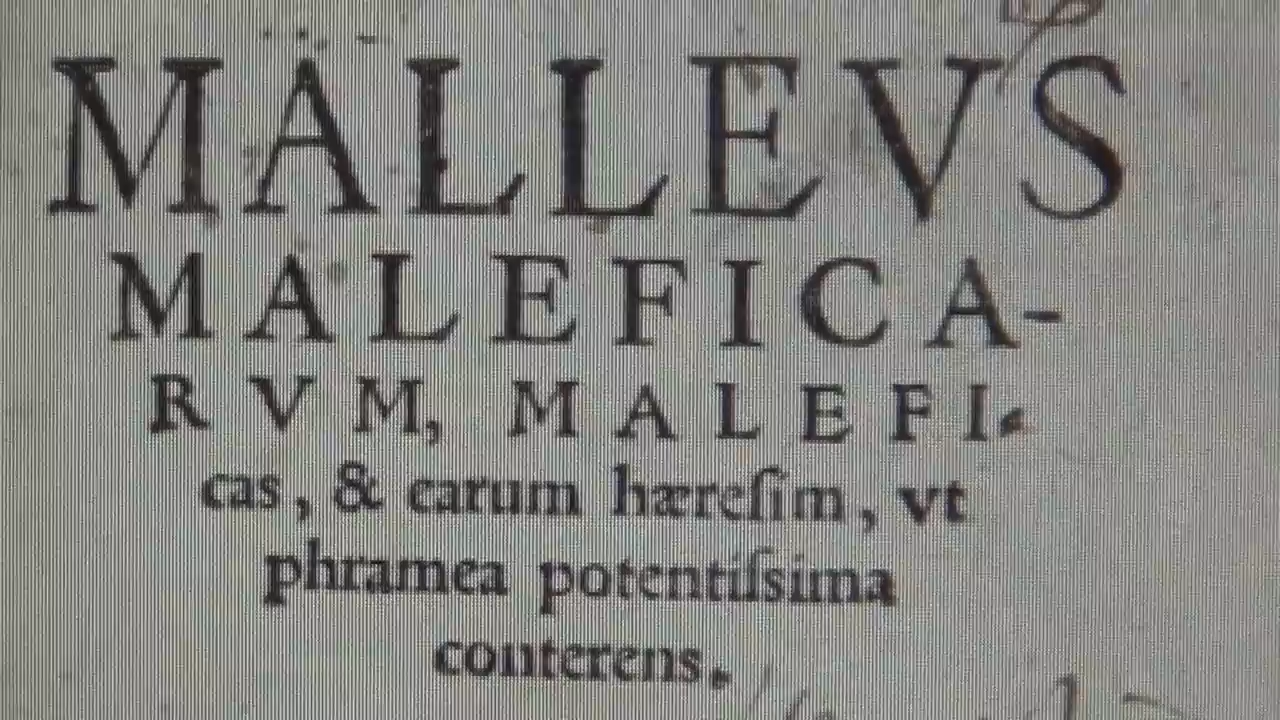 MALLEVS
MALEFICA-
RVM, MALEFI-
cas, & earum hæreſim, vt
phramea potentiſsima
conterens.